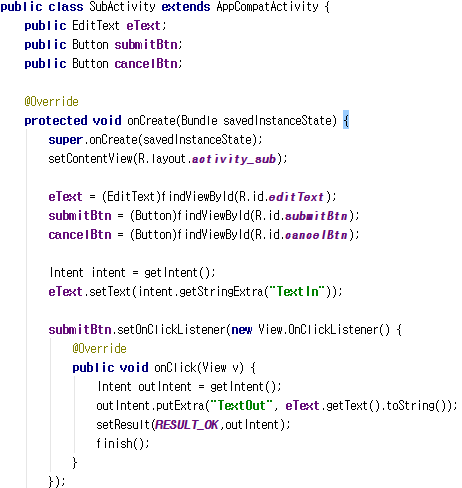 public class SubActivity extends AppCompatActivity {
    public EditText eText;
    public Button submitBtn;
    public Button cancelBtn;

    @Override
    protected void onCreate(Bundle savedInstanceState) {
        super.onCreate(savedInstanceState);
        setContentView(R.layout.activity_sub);

        eText = (EditText)findViewById(R.id.editText);
        submitBtn = (Button)findViewById(R.id.submitBtn);
        cancelBtn = (Button)findViewById(R.id.cancelBtn);

        Intent intent = getIntent();
        eText.setText(intent.getStringExtra("TextIn"));

        submitBtn.setOnClickListener(new View.OnClickListener() {
            @Override
            public void onClick(View v) {
                Intent outIntent = getIntent();
                outIntent.putExtra("TextOut", eText.getText().toString());
                setResult(RESULT_OK,outIntent);
                finish();
            }
        });